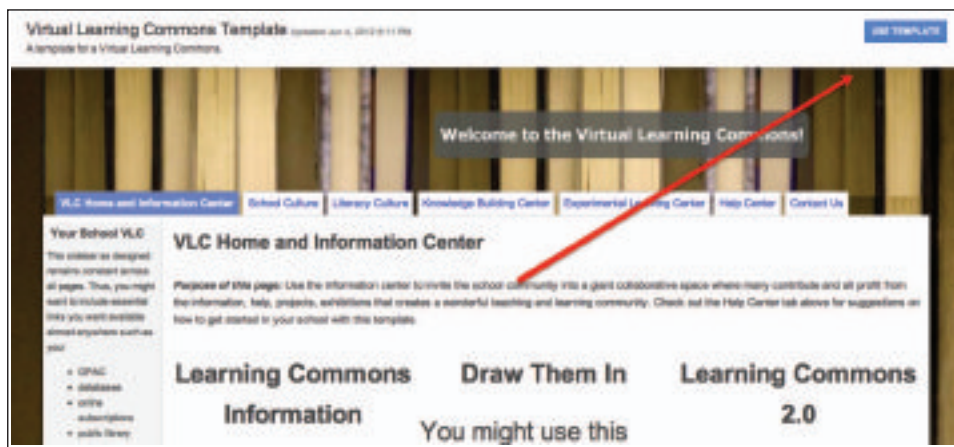 Virtual Learning Commons Template Updated Jun 4, 2012 9:11 PM
USE TEMPLATE
A template for a Virtual Learning Commons.
Welcome to the Virtual Learning Commons!
VLC Home and Information Center School Culture Literacy Culture Knowledge Building Center Experimental Learning Center Help Center Contact Us
Your School VLC
This sidebar as designed
remains constant across
all pages. Thus, you might
want to include essential
links you want available
almost anywhere such as
your
OPAC
databases
online
subscriptions
public library
VLC Home and Information Center
Purpose of this page: Use the information center to invite the school community into a giant collaborative space where many contribute and all profit from
the information, help, projects, exhibitions that creates a wonderful teaching and learning community. Check out the Help Center tab above for suggestions on
how to get started in your school with this template.
Learning Commons
Information
Draw Them In
You might use this
Learning Commons
2.0